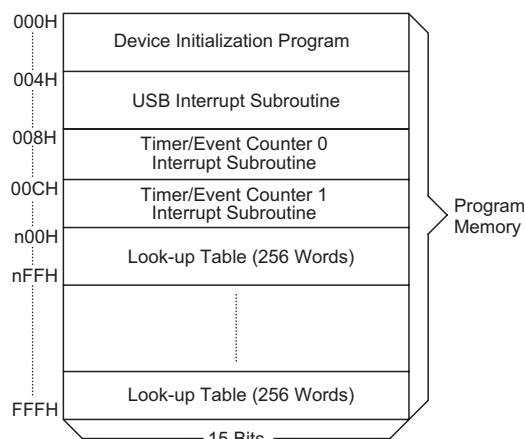 000H
Device Initialization Program
004H
USB Interrupt Subroutine
008H
Timer/Event Counter 0
Interrupt Subroutine
00CH
Timer/Event Counter 1
Interrupt Subroutine
n00H
Look-up Table (256 Words)
nFFH
Program
Memory
Look-up Table (256 Words)
FFFH
15 Bits